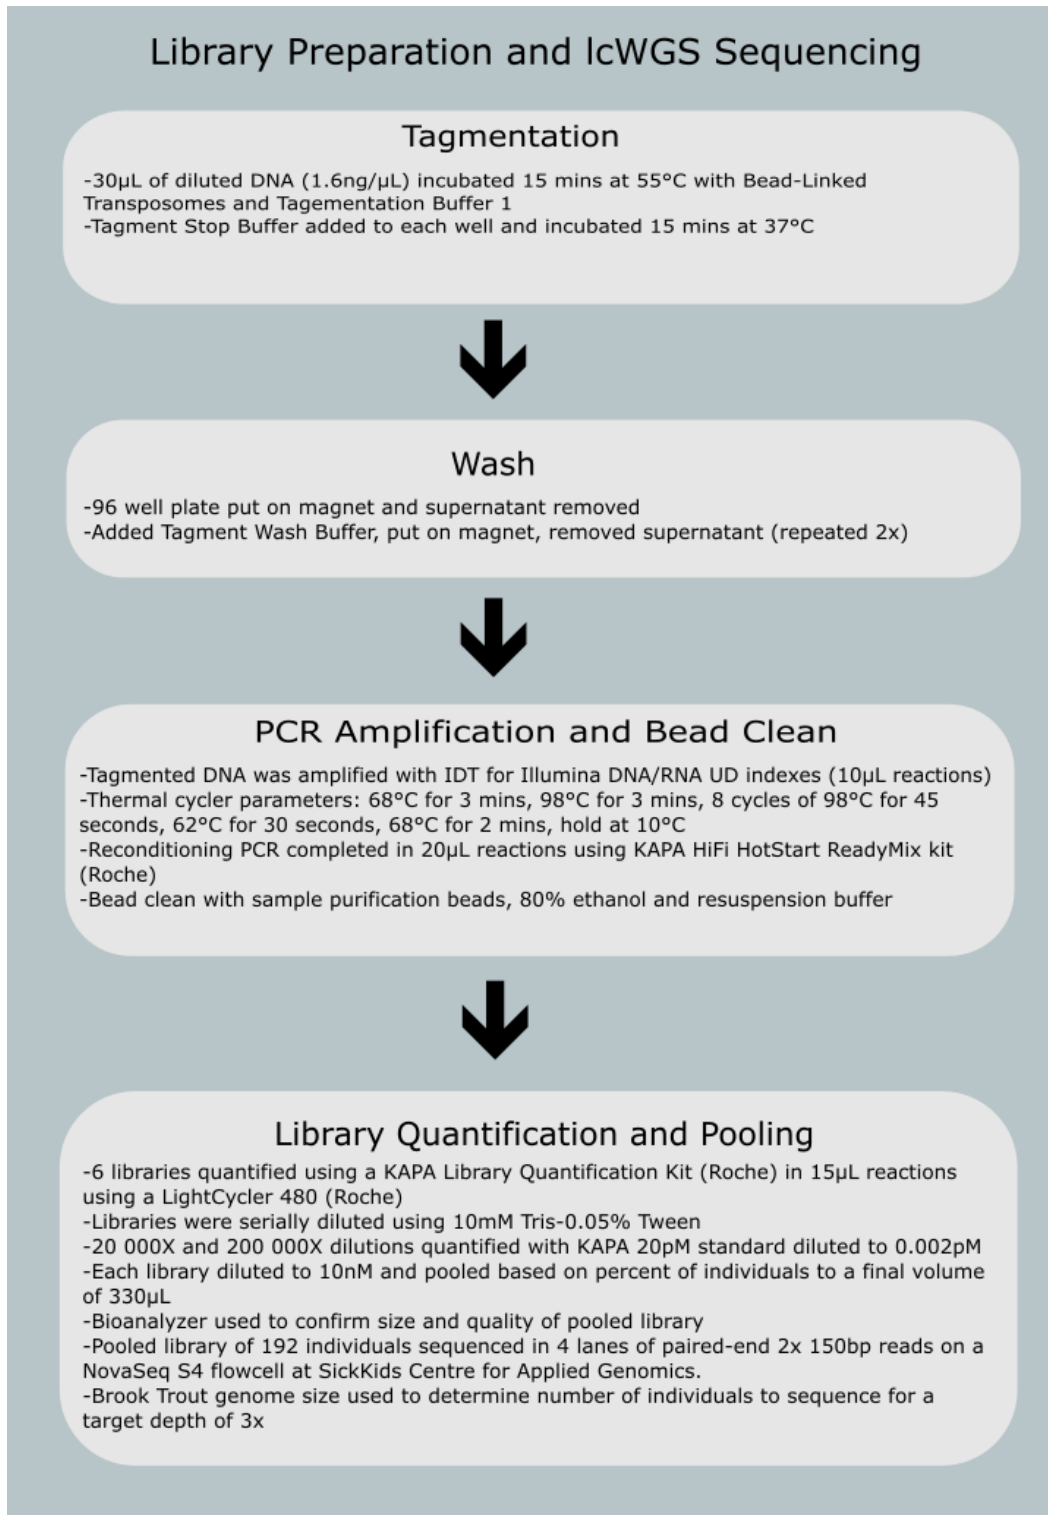 Library Preparation and lcWGS Sequencing
Tagmentation
-30µL of diluted DNA (1.6ng/µL) incubated 15 mins at 55°C with Bead-Linked
Transposomes and Tagementation Buffer 1
-Tagment Stop Buffer added to each well and incubated 15 mins at 37°C
Wash
-96 well plate put on magnet and supernatant removed
-Added Tagment Wash Buffer, put on magnet, removed supernatant (repeated 2x)
PCR Amplification and Bead Clean
-Tagmented DNA was amplified with IDT for Illumina DNA/RNA UD indexes (10µL reactions)
-Thermal cycler parameters: 68°C for 3 mins, 98°C for 3 mins, 8 cycles of 98°C for 45
seconds, 62°C for 30 seconds, 68°C for 2 mins, hold at 10°C
-Reconditioning PCR completed in 20µL reactions using KAPA HiFi HotStart ReadyMix kit
(Roche)
-Bead clean with sample purification beads, 80% ethanol and resuspension buffer
Library Quantification and Pooling
-6 libraries quantified using a KAPA Library Quantification Kit (Roche) in 15µL reactions
using a LightCycler 480 (Roche)
-Libraries were serially diluted using 10mM Tris-0.05% Tween
-20 000X and 200 000X dilutions quantified with KAPA 20pM standard diluted to 0.002pM
-Each library diluted to 10nM and pooled based on percent of individuals to a final volume
of 330µL
-Bioanalyzer used to confirm size and quality of pooled library
-Pooled library of 192 individuals sequenced in 4 lanes of paired-end 2x 150bp reads on a
NovaSeq S4 flowcell at SickKids Centre for Applied Genomics.
-Brook Trout genome size used to determine number of individuals to sequence for a
target depth of 3x